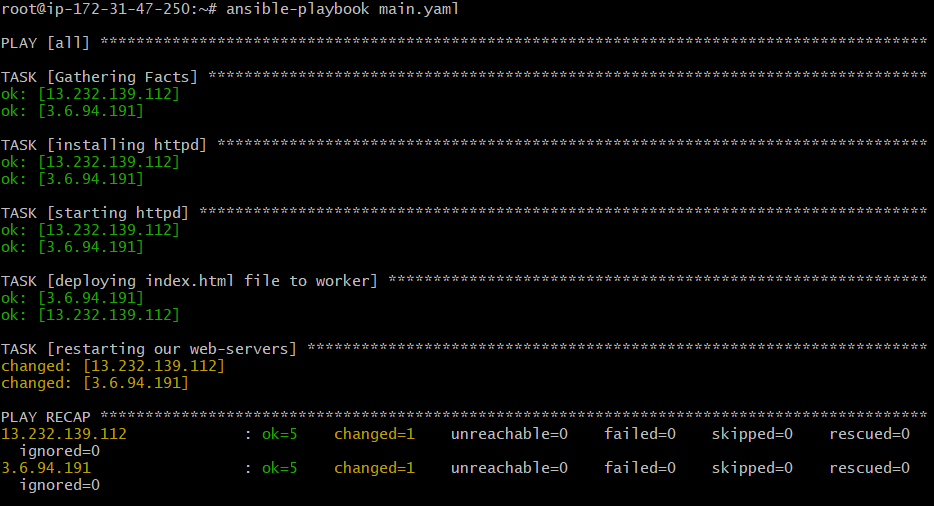 root@ip-172-31-47-250:~# ansible-playbook main.yaml
PLAY [all] ********************************************************************************************
TASK [Gathering Facts] ********************************************************************************
ok: [13.232.139.112]
ok: [3.6.94.191]
TASK [installing httpd] *******************************************************************************
ok: [13.232.139.112]
ok: [3.6.94.191]
TASK [starting httpd] *********************************************************************************
ok: [13.232.139.112]
ok: [3.6.94.191]
TASK [deploying index.html file to worker] ************************************************************
ok: [3.6.94.191]
ok: [13.232.139.112]
TASK [restarting our web-servers] *********************************************************************
changed: [13.232.139.112]
changed: [3.6.94.191]
PLAY RECAP ********************************************************************************************
13.232.139.112             : ok=5    changed=1    unreachable=0    failed=0    skipped=0    rescued=0
ignored=0
3.6.94.191                 : ok=5    changed=1    unreachable=0    failed=0    skipped=0    rescued=0
ignored=0